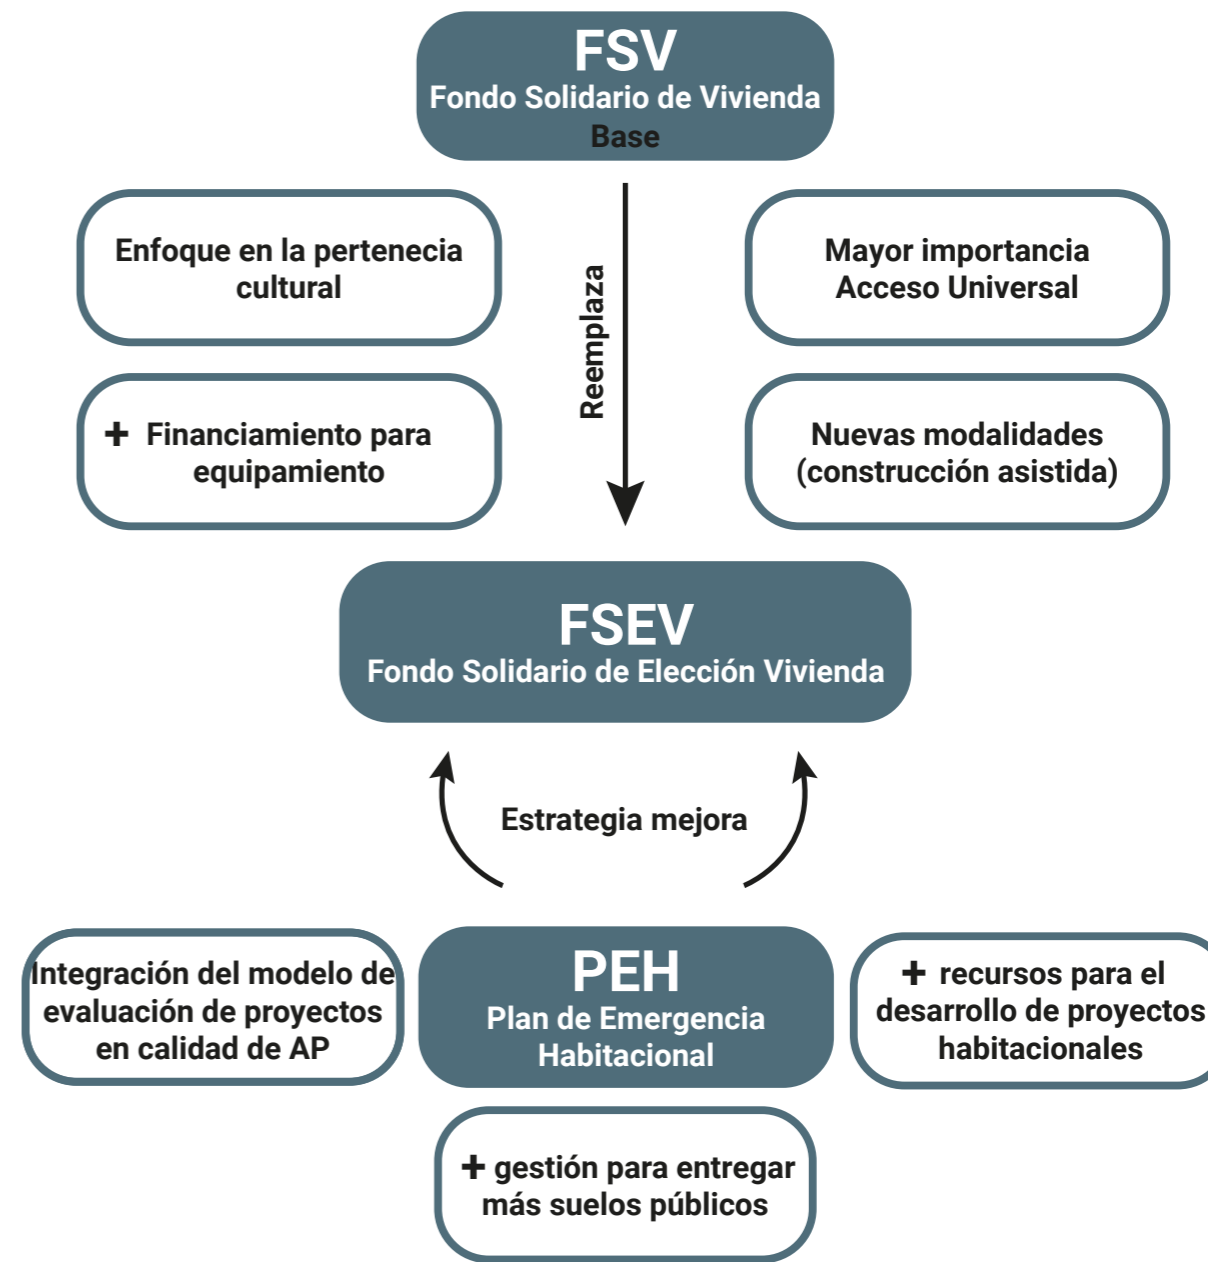 FSV
Fondo Solidario de Vivienda
Base
Enfoque en la pertenecia
cultural
Mayor importancia
Acceso Universal
Reemplaza
+ Financiamiento para
equipamiento
Nuevas modalidades
(construcción asistida)
FSEV
Fondo Solidario de Elección Vivienda
Estrategia mejora
Integración del modelo de
evaluación de proyectos
en calidad de AP
PEH
Plan de Emergencia
Habitacional
+ recursos para el
desarrollo de proyectos
habitacionales
+ gestión para entregar
más suelos públicos